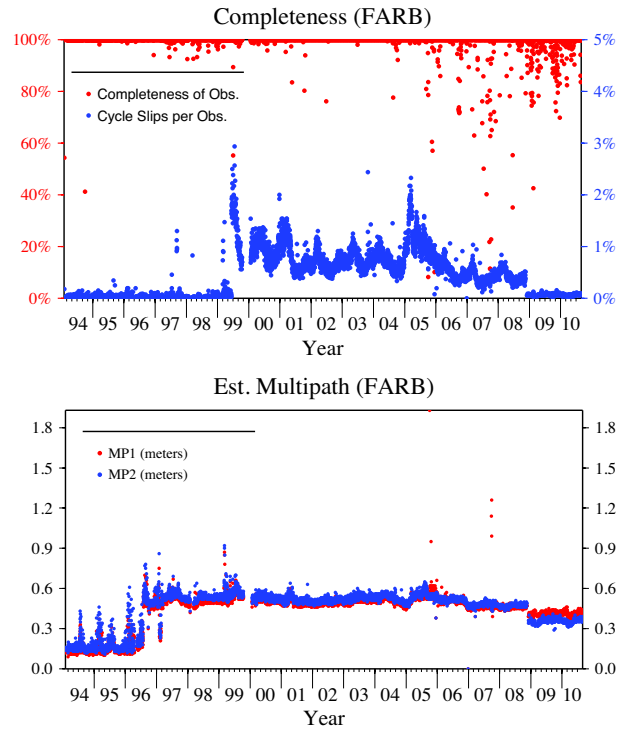 Completeness (FARB)
100% 5%
Completeness of Obs.
Cycle Slips per Obs.
80% 4%
60% 3%
40% 2%
20% 1%
0% 0%
94 95 96 97 98 99 00 01 02 03 04 05 06 07 08 09 10
Year
Est. Multipath (FARB)
1.8 1.8
MP1 (meters)
MP2 (meters)
1.5 1.5
1.2 1.2
0.9 0.9
0.6 0.6
0.3 0.3
0.0 0.0
94 95 96 97 98 99 00 01 02 03 04 05 06 07 08 09 10
Year